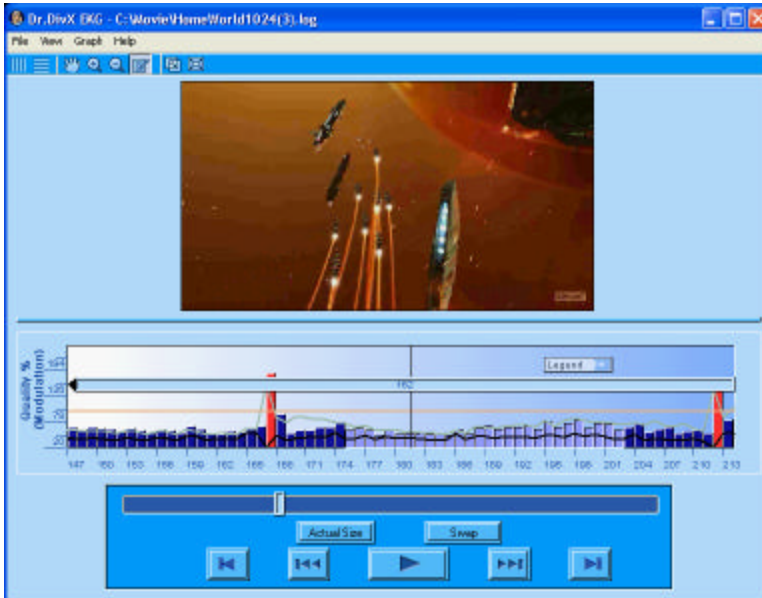 Dr.DivX EKG - C:\Movie\HomeWorld1024(3).log
File View Graph Help
Quality %
(Modulation)
Legend
182
147 150 153 156 159 162 165 168 171 174 177 180 183 186 189 192 195 198 201 204 207 210 213
Actual Size
Swap